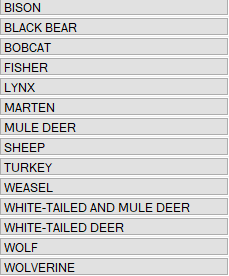 BISON
BLACK BEAR
BOBCAT
FISHER
LYNX
MARTEN
MULE DEER
SHEEP
TURKEY
WEASEL
WHITE-TAILED AND MULE DEER
WHITE-TAILED DEER
WOLF
WOLVERINE